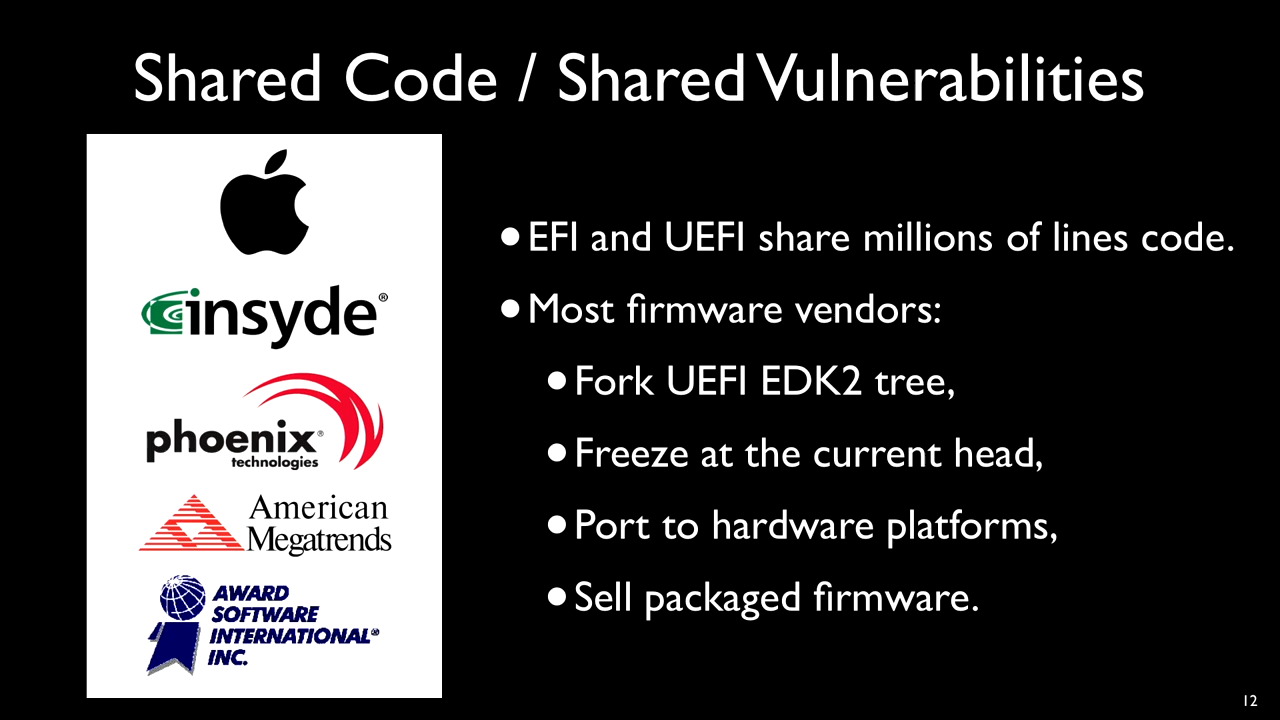 Shared Code / Shared Vulnerabilities
insyde®
phoenix®
technologies
American
Megatrends
AWARD
SOFTWARE
INTERNATIONAL®
INC.
• EFI and UEFI share millions of lines code.
• Most firmware vendors:
• Fork UEFI EDK2 tree,
• Freeze at the current head,
• Port to hardware platforms,
• Sell packaged firmware.
12